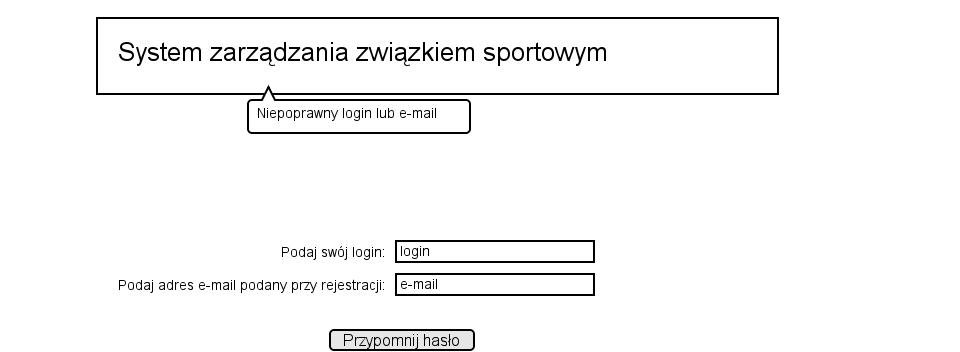 System zarządzania związkiem sportowym
Niepoprawny login lub e-mail
Podaj swój login: login
Podaj adres e-mail podany przy rejestracji: e-mail
Przypomnij hasło